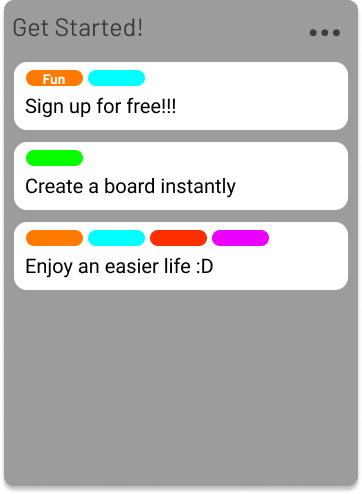 Get Started!
Fun
Sign up for free!!!
Create a board instantly
Enjoy an easier life :D